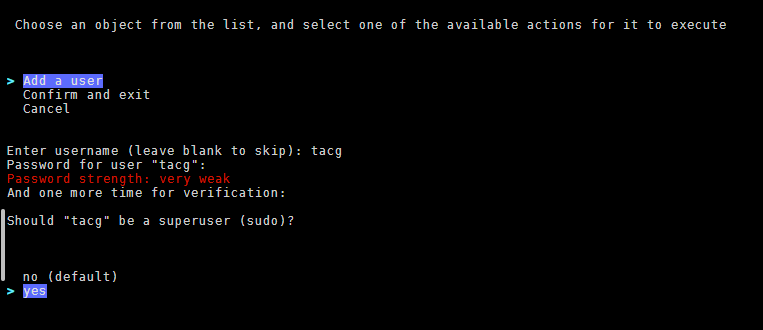 Choose an object from the list, and select one of the available actions for it to execute
> Add a user
Confirm and exit
Cancel
Enter username (leave blank to skip): tacg
Password for user "tacg":
Password strength: very weak
And one more time for verification:
Should "tacg" be a superuser (sudo)?
no (default)
> yes